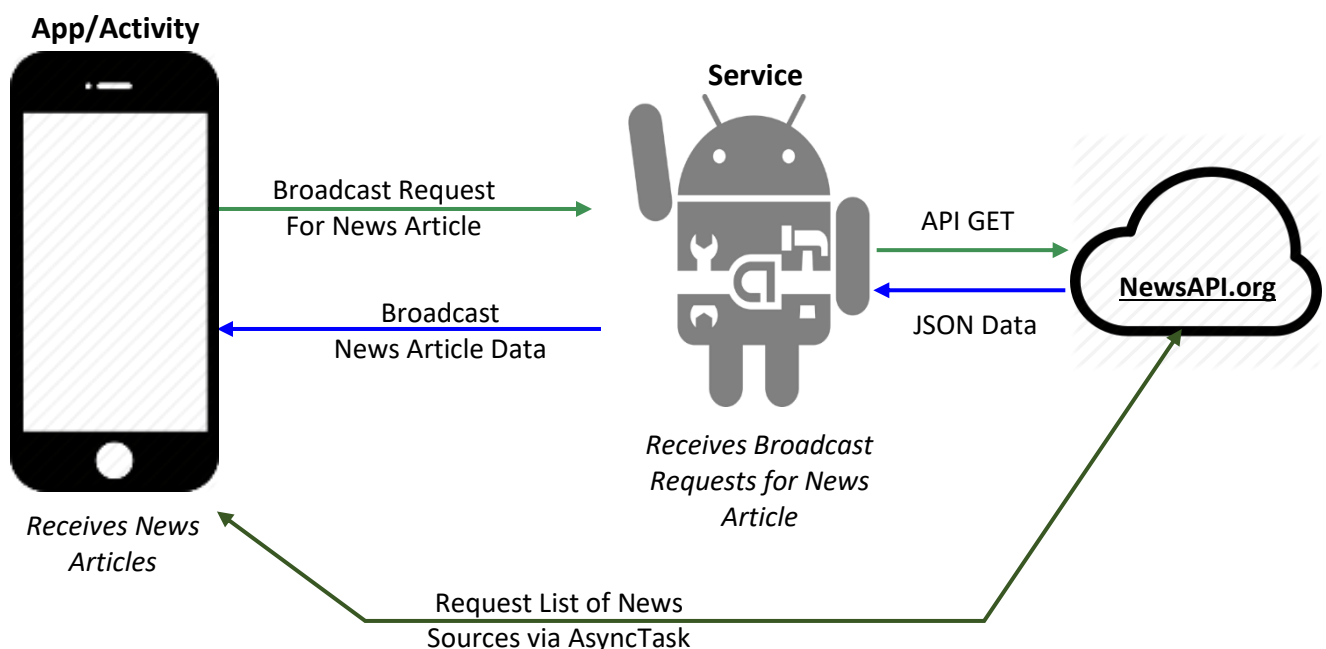 App/Activity
Service
Broadcast Request
For News Article
API GET
NewsAPI.org
Broadcast
News Article Data
JSON Data
Receives Broadcast
Requests for News
Article
Receives News
Articles
Request List of News
Sources via AsyncTask